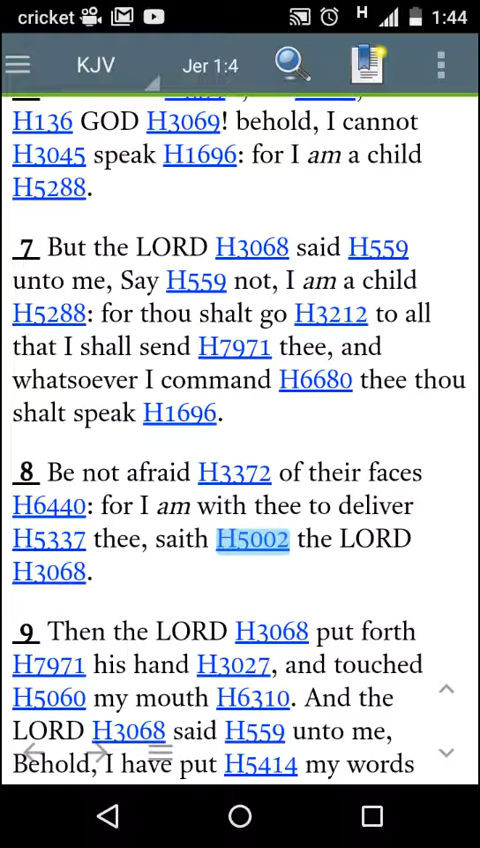 cricket H 1:44
KJV Jer 1:4
H136 GOD H3069! behold, I cannot
H3045 speak H1696: for I am a child
H5288.
7 But the LORD H3068 said H559
unto me, Say H559 not, I am a child
H5288: for thou shalt go H3212 to all
that I shall send H7971 thee, and
whatsoever I command H6680 thee thou
shalt speak H1696.
8 Be not afraid H3372 of their faces
H6440: for I am with thee to deliver
H5337 thee, saith H5002 the LORD
H3068.
9 Then the LORD H3068 put forth
H7971 his hand H3027, and touched
H5060 my mouth H6310. And the
LORD H3068 said H559 unto me,
Behold, I have put H5414 my words